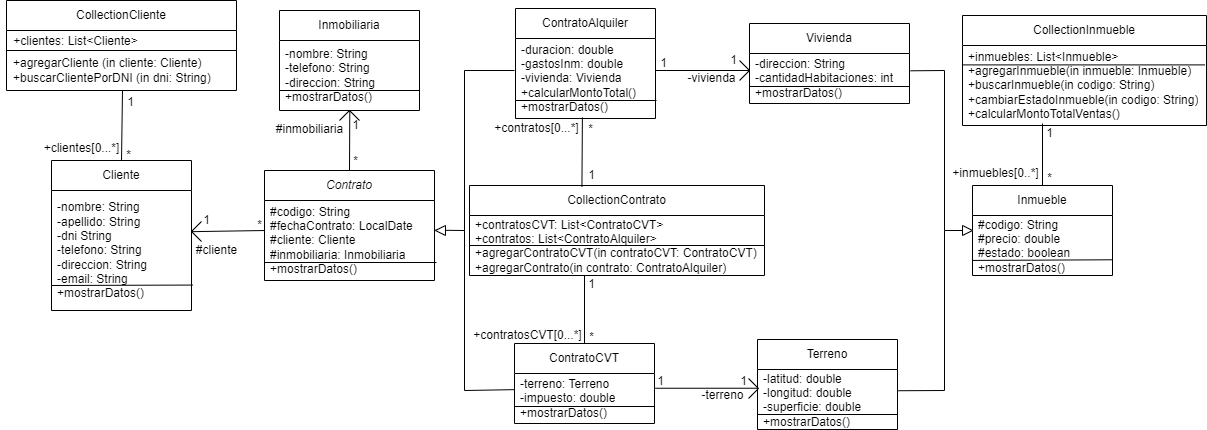 CollectionCliente
+clientes: List<Cliente>
+agregarCliente (in cliente: Cliente)
+buscarClientePorDNI (in dni: String)
1
+clientes[0...*]
*
Cliente
-nombre: String
-apellido: String
-dni String
-telefono: String
-direccion: String
-email: String
+mostrarDatos()
1
#cliente
*
Inmobiliaria
-nombre: String
-telefono: String
-direccion: String
+mostrarDatos()
#inmobiliaria
1
*
Contrato
#codigo: String
#fechaContrato: LocalDate
#cliente: Cliente
#inmobiliaria: Inmobiliaria
+mostrarDatos()
ContratoAlquiler
-duracion: double
-gastosInm: double
-vivienda: Vivienda
+calcularMontoTotal()
+mostrarDatos()
1
1
-vivienda
+contratos[0...*]
*
1
CollectionContrato
+contratosCVT: List<ContratoCVT>
+contratos: List<ContratoAlquiler>
+agregarContratoCVT(in contratoCVT: ContratoCVT)
+agregarContrato(in contrato: ContratoAlquiler)
1
+contratosCVT[0...*]
*
ContratoCVT
-terreno: Terreno
-impuesto: double
+mostrarDatos()
1
1
-terreno
Vivienda
-direccion: String
-cantidadHabitaciones: int
+mostrarDatos()
Terreno
-latitud: double
-longitud: double
-superficie: double
+mostrarDatos()
CollectionInmueble
+inmuebles: List<Inmueble>
+agregarInmueble(in inmueble: Inmueble)
+buscarInmueble(in codigo: String)
+cambiarEstadoInmueble(in codigo: String)
+calcularMontoTotalVentas()
1
+inmuebles[0..*]
*
Inmueble
#codigo: String
#precio: double
#estado: boolean
+mostrarDatos()